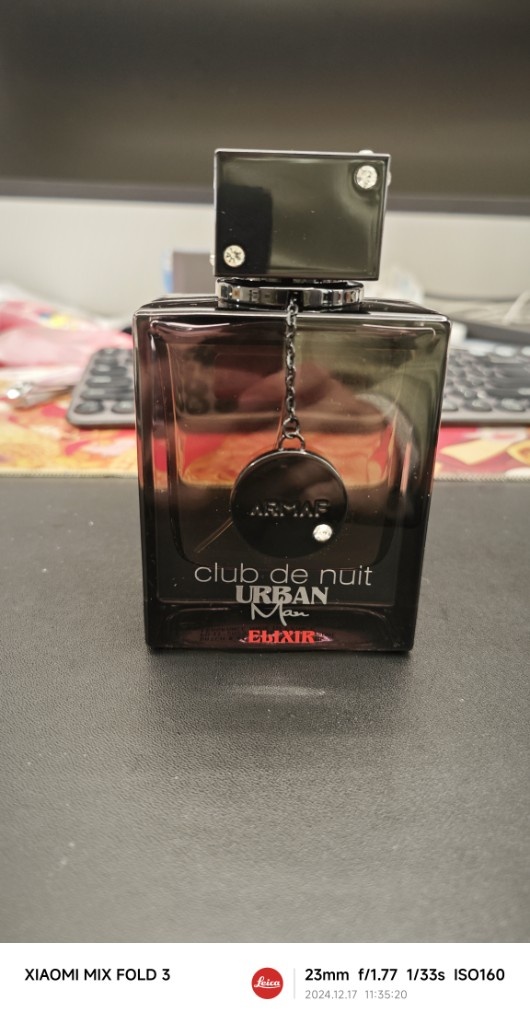 ARMAF
club de nuit
URBAN
Man
ELIXIR
XIAOMI MIX FOLD 3
Leica
23mm f/1.77 1/33s ISO160
2024.12.17 11:35:20